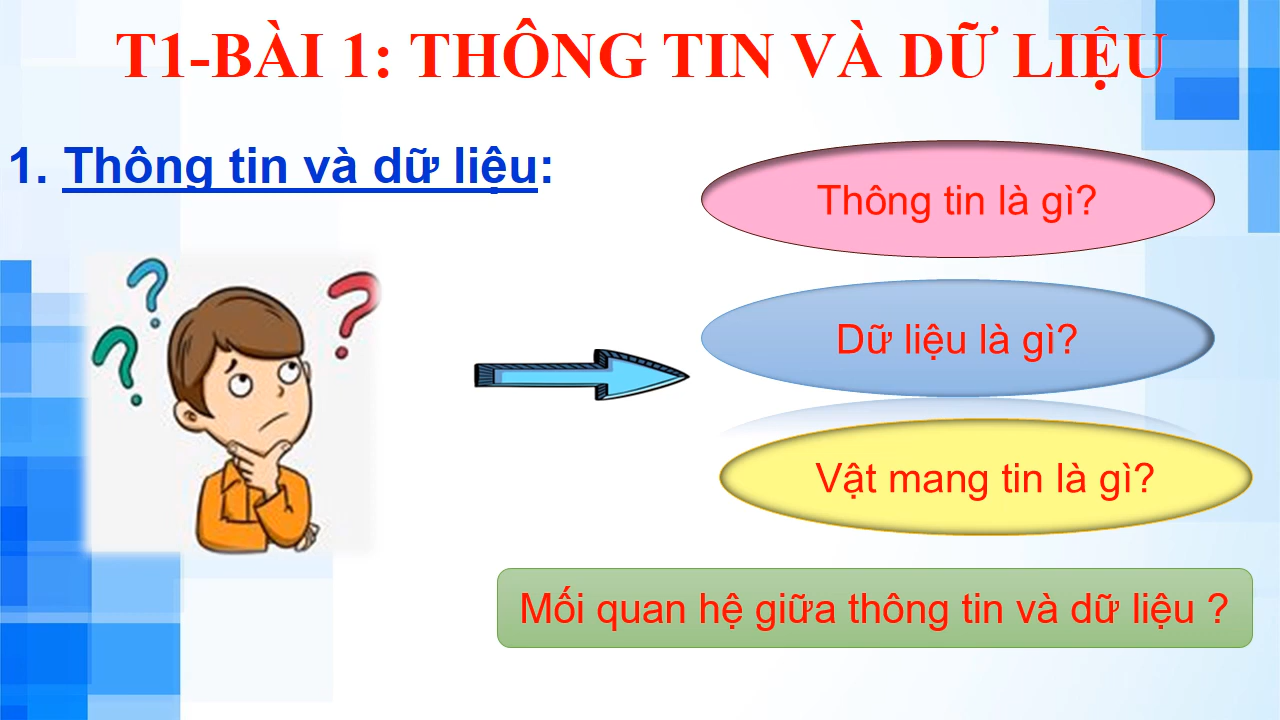 T1-BÀI 1: THÔNG TIN VÀ DỮ LIỆU
1. Thông tin và dữ liệu:
Thông tin là gì?
Dữ liệu là gì?
Vật mang tin là gì?
Mối quan hệ giữa thông tin và dữ liệu ?